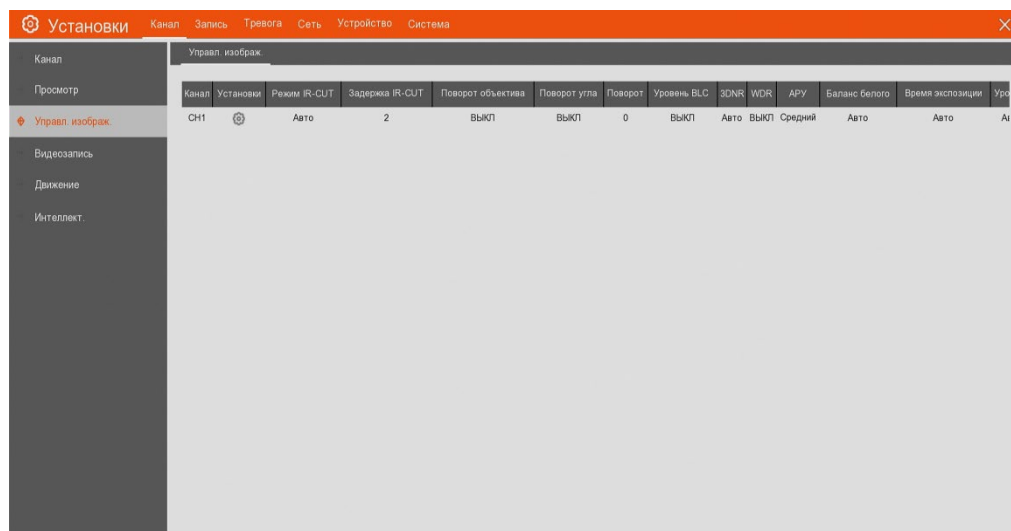 Установки Канал Запись Тревога Сеть Устройство Система
Канал
Просмотр
Управл. изображ.
Видеозапись
Движение
Интеллект.
Управл. изображ.
Канал Установки Режим IR-CUT Задержка IR-CUT Поворот объектива Поворот угла Поворот Уровень BLC 3DNR WDR АРУ Баланс белого Время экспозиции
CH1 Авто 2 ВЫКЛ ВЫКЛ 0 ВЫКЛ Авто ВЫКЛ Средний Авто Авто